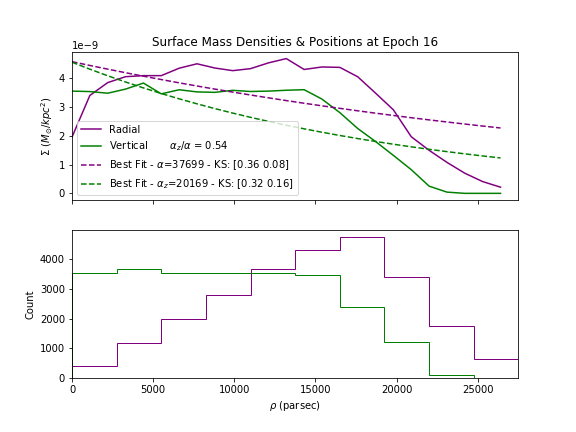 Surface Mass Densities & Positions at Epoch 16
1e−9
4
3
2
1
0
Σ (M⊙/kpc²)
Radial
Vertical α_z/α = 0.54
Best Fit - α=37699 - KS: [0.36 0.08]
Best Fit - α_z=20169 - KS: [0.32 0.16]
4000
3000
2000
1000
0
Count
0 5000 10000 15000 20000 25000
ρ (parsec)